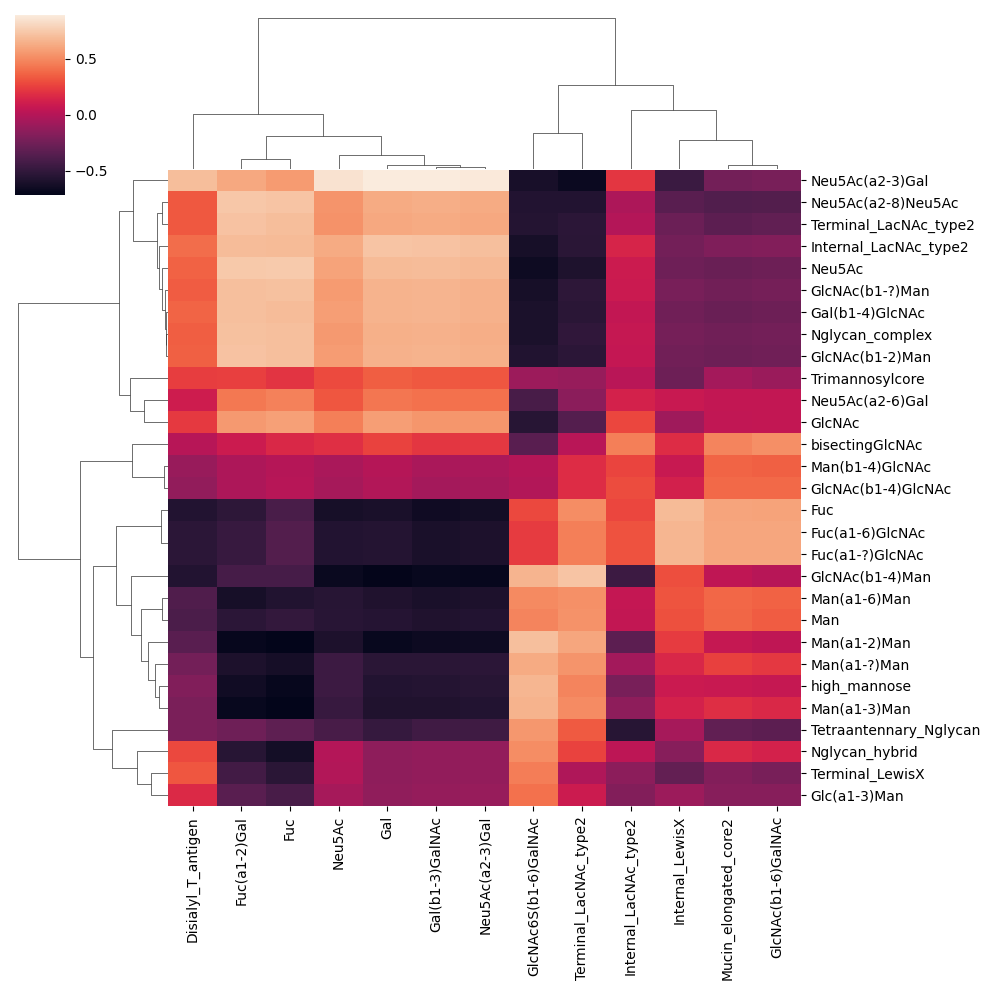 0.5
0.0
−0.5
Neu5Ac(a2-3)Gal
Neu5Ac(a2-8)Neu5Ac
Terminal_LacNAc_type2
Internal_LacNAc_type2
Neu5Ac
GlcNAc(b1-?)Man
Gal(b1-4)GlcNAc
Nglycan_complex
GlcNAc(b1-2)Man
Trimannosylcore
Neu5Ac(a2-6)Gal
GlcNAc
bisectingGlcNAc
Man(b1-4)GlcNAc
GlcNAc(b1-4)GlcNAc
Fuc
Fuc(a1-6)GlcNAc
Fuc(a1-?)GlcNAc
GlcNAc(b1-4)Man
Man(a1-6)Man
Man
Man(a1-2)Man
Man(a1-?)Man
high_mannose
Man(a1-3)Man
Tetraantennary_Nglycan
Nglycan_hybrid
Terminal_LewisX
Glc(a1-3)Man
Disialyl_T_antigen
Fuc(a1-2)Gal
Fuc
Neu5Ac
Gal
Gal(b1-3)GalNAc
Neu5Ac(a2-3)Gal
GlcNAc6S(b1-6)GalNAc
Terminal_LacNAc_type2
Internal_LacNAc_type2
Internal_LewisX
Mucin_elongated_core2
GlcNAc(b1-6)GalNAc